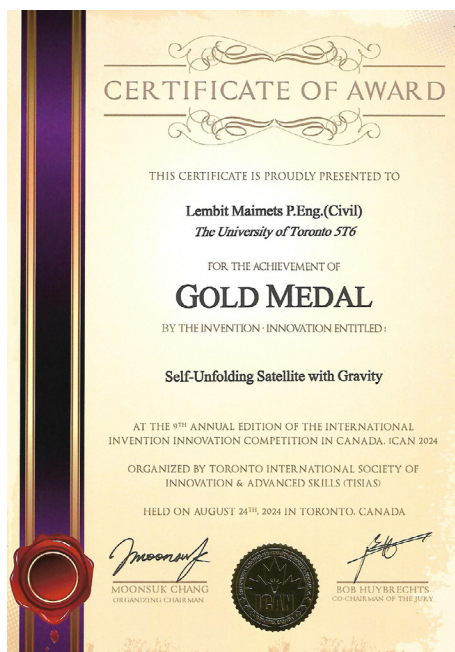 CERTIFICATE OF AWARD
THIS CERTIFICATE IS PROUDLY PRESENTED TO
Lembit Maimets P.Eng.(Civil)
The University of Toronto 5T6
FOR THE ACHIEVEMENT OF
GOLD MEDAL
BY THE INVENTION · INNOVATION ENTITLED :
Self-Unfolding Satellite with Gravity
AT THE 9TH ANNUAL EDITION OF THE INTERNATIONAL
INVENTION INNOVATION COMPETITION IN CANADA, ICAN 2024
ORGANIZED BY TORONTO INTERNATIONAL SOCIETY OF
INNOVATION & ADVANCED SKILLS (TISIAS)
HELD ON AUGUST 24TH, 2024 IN TORONTO, CANADA
MOONSUK CHANG
ORGANIZING CHAIRMAN
ICAN
BOB HUYBRECHTS
CO-CHAIRMAN OF THE JURY